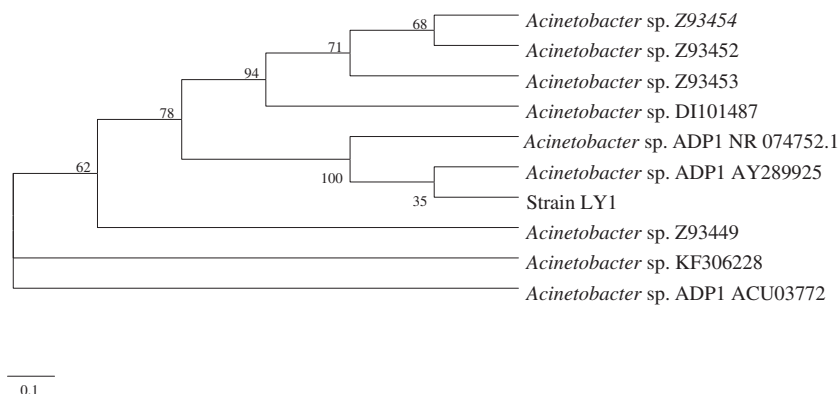 68
Acinetobacter sp. Z93454
71
Acinetobacter sp. Z93452
94
Acinetobacter sp. Z93453
78
Acinetobacter sp. DI101487
Acinetobacter sp. ADP1 NR 074752.1
62
100
Acinetobacter sp. ADP1 AY289925
35
Strain LY1
Acinetobacter sp. Z93449
Acinetobacter sp. KF306228
Acinetobacter sp. ADP1 ACU03772
0.1